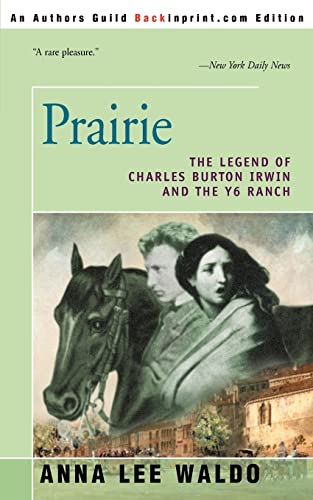 An Authors Guild Backinprint.com Edition
“A rare pleasure.”
—New York Daily News
Prairie
THE LEGEND OF
CHARLES BURTON IRWIN
AND THE Y6 RANCH
ANNA LEE WALDO